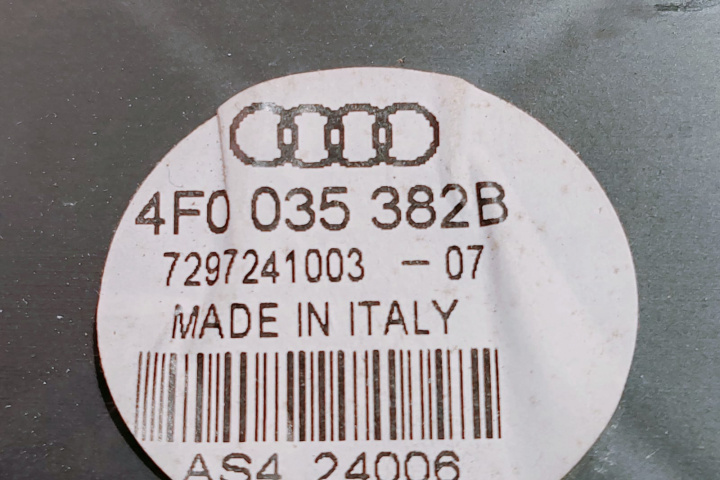 4F0 035 382B
7297241003 - 07
MADE IN ITALY
AS4 24006